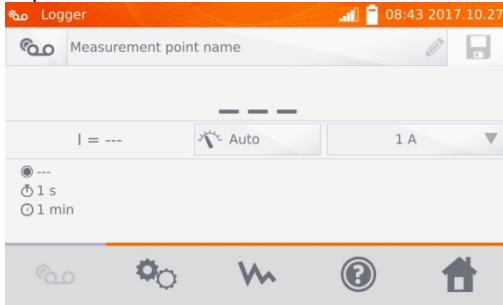 Logger 08:43 2017.10.27
Measurement point name
---
I = --- Auto 1 A
---
1 s
1 min